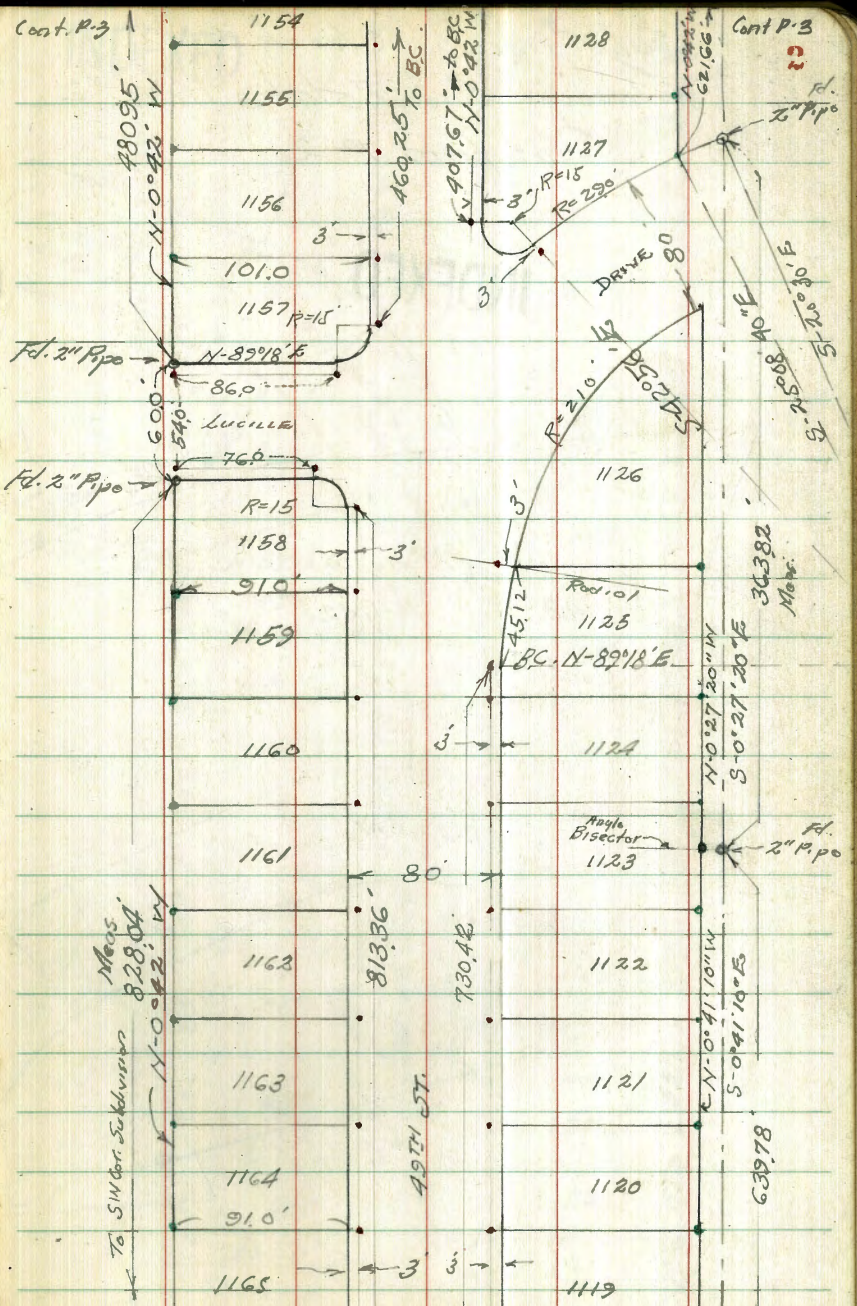 Cont. P-3
1154
460.25 To B.C.
407.67 to B.C.
N-0°42' W
1128
N-0°42' W
621.66
Cont P-3
Fd.
2" Pipe
480.95'
N-0°42' W
1155
1127
R=15
R=290'
3'
1156
3'
101.0
1157
R=15'
3'
DRIVE
80
Fd. 2" Pipe
N-89°18' E
86.0
60.0'
54.0'
LUCILLE
R=210'
S-25°08'40"E
S-20°30'E
76.0
Fd. 2" Pipe
R=15
1126
3'
1158
3'
363.82'
Meas.
91.0'
Radial
1159
45.12
1125
B.C. N-89°18' E
N-0°27'20"W
S-0°27'20"E
3'
1160
1124
Angle
Bisector
Fd.
2" Pipe
1161
80'
1123
Meas.
828.04'
N-0°42' W
813.36'
730.42'
1162
1122
N-0°41'10"W
S-0°41'10"E
1163
1121
To SW Cor. Subdivision
49TH ST.
639.78'
1164
91.0'
1120
3'
3'
1165
1119